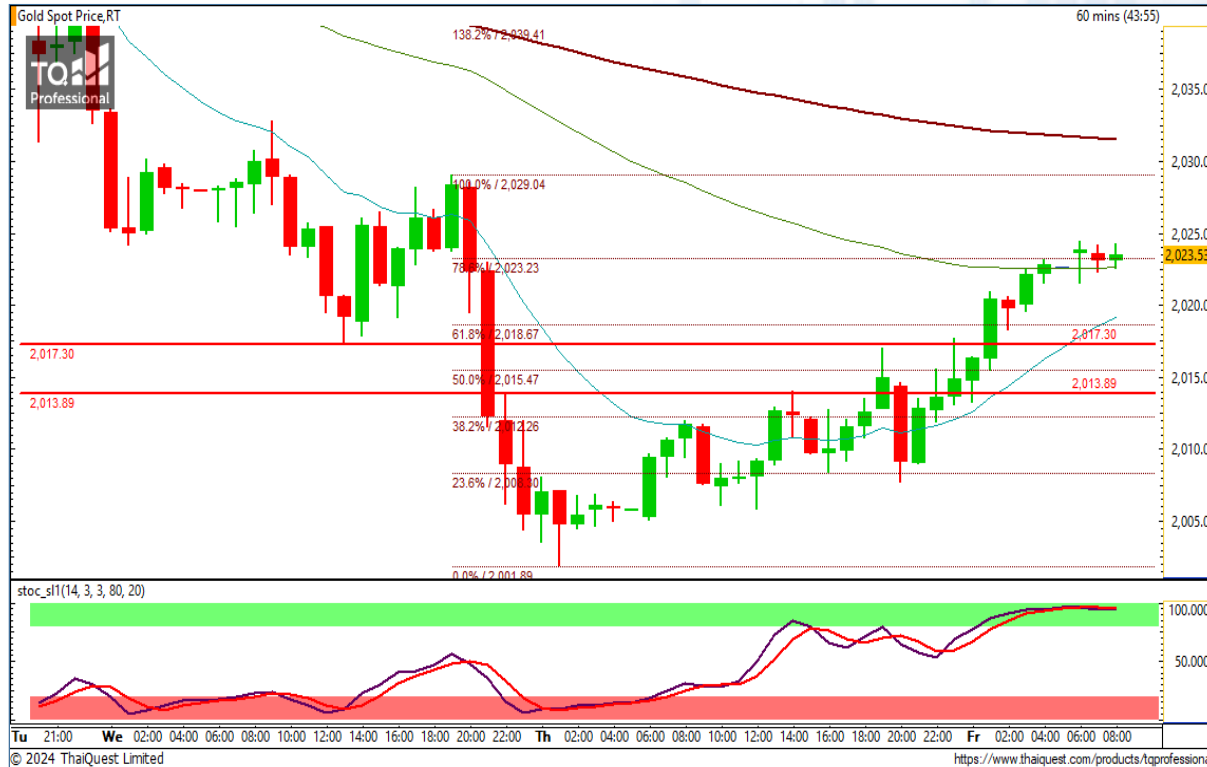 Gold Spot Price,RT
60 mins (43:55)
TQ
Professional
138.2% / 2,039.41
100.0% / 2,029.04
78.6% / 2,023.23
61.8% / 2,018.67
2,017.30
2,017.30
50.0% / 2,015.47
2,013.89
2,013.89
38.2% / 2,012.26
23.6% / 2,008.30
0.0% / 2,001.89
2,035.0
2,030.0
2,025.0
2,023.53
2,020.0
2,015.0
2,010.0
2,005.0
stoc_sl1(14, 3, 3, 80, 20)
100.000
50.000
Tu 21:00 We 02:00 04:00 06:00 08:00 10:00 12:00 14:00 16:00 18:00 20:00 22:00 Th 02:00 04:00 06:00 08:00 10:00 12:00 14:00 16:00 18:00 20:00 22:00 Fr 02:00 04:00 06:00 08:00
© 2024 ThaiQuest Limited
https://www.thaiquest.com/products/tqprofessiona